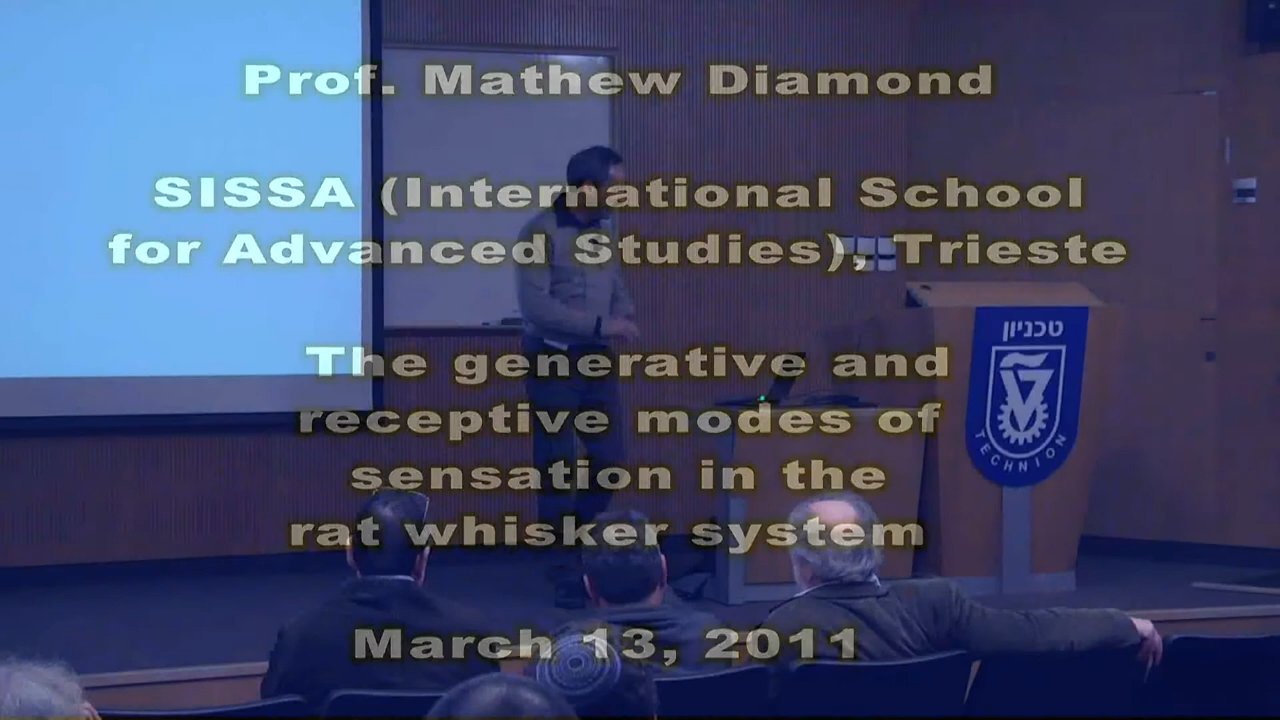 Prof. Mathew Diamond
SISSA (International School
for Advanced Studies), Trieste
The generative and
receptive modes of
sensation in the
rat whisker system
March 13, 2011
טכניון
TECHNION